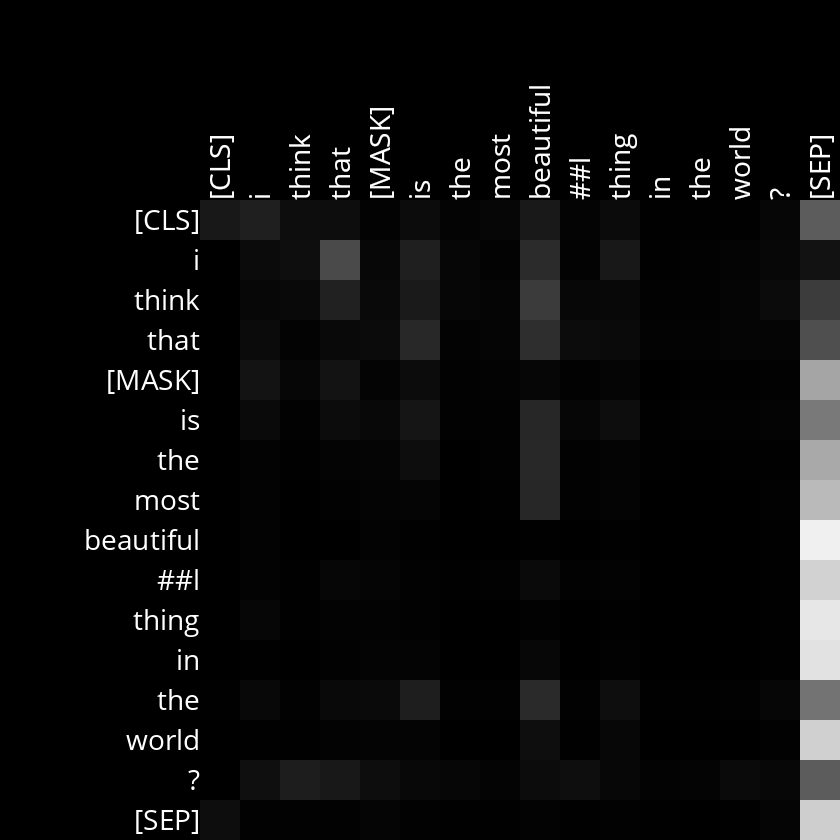 [CLS] i think that [MASK] is the most beautiful ##l thing in the world ? [SEP]
[CLS]
i
think
that
[MASK]
is
the
most
beautiful
##l
thing
in
the
world
?
[SEP]